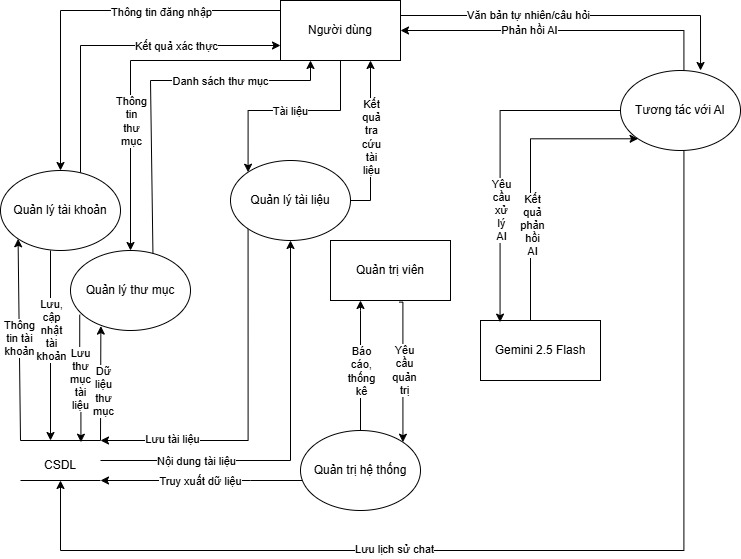 Thông tin đăng nhập
Người dùng
Văn bản tự nhiên/câu hỏi
Phản hồi AI
Kết quả xác thực
Danh sách thư mục
Thông
tin
thư
mục
Tài liệu
Kết
quả
tra
cứu
tài
liệu
Tương tác với AI
Quản lý tài khoản
Quản lý tài liệu
Yêu
cầu
xử
lý
AI
Kết
quả
phản
hồi
AI
Quản lý thư mục
Quản trị viên
Thông
tin tài
khoản
Lưu,
cập
nhật
tài
khoản
Lưu
thư
mục
tài
liệu
Dữ
liệu
thư
mục
Báo
cáo,
thống
kê
Yêu
cầu
quản
trị
Gemini 2.5 Flash
Lưu tài liệu
CSDL
Nội dung tài liệu
Quản trị hệ thống
Truy xuất dữ liệu
Lưu lịch sử chat